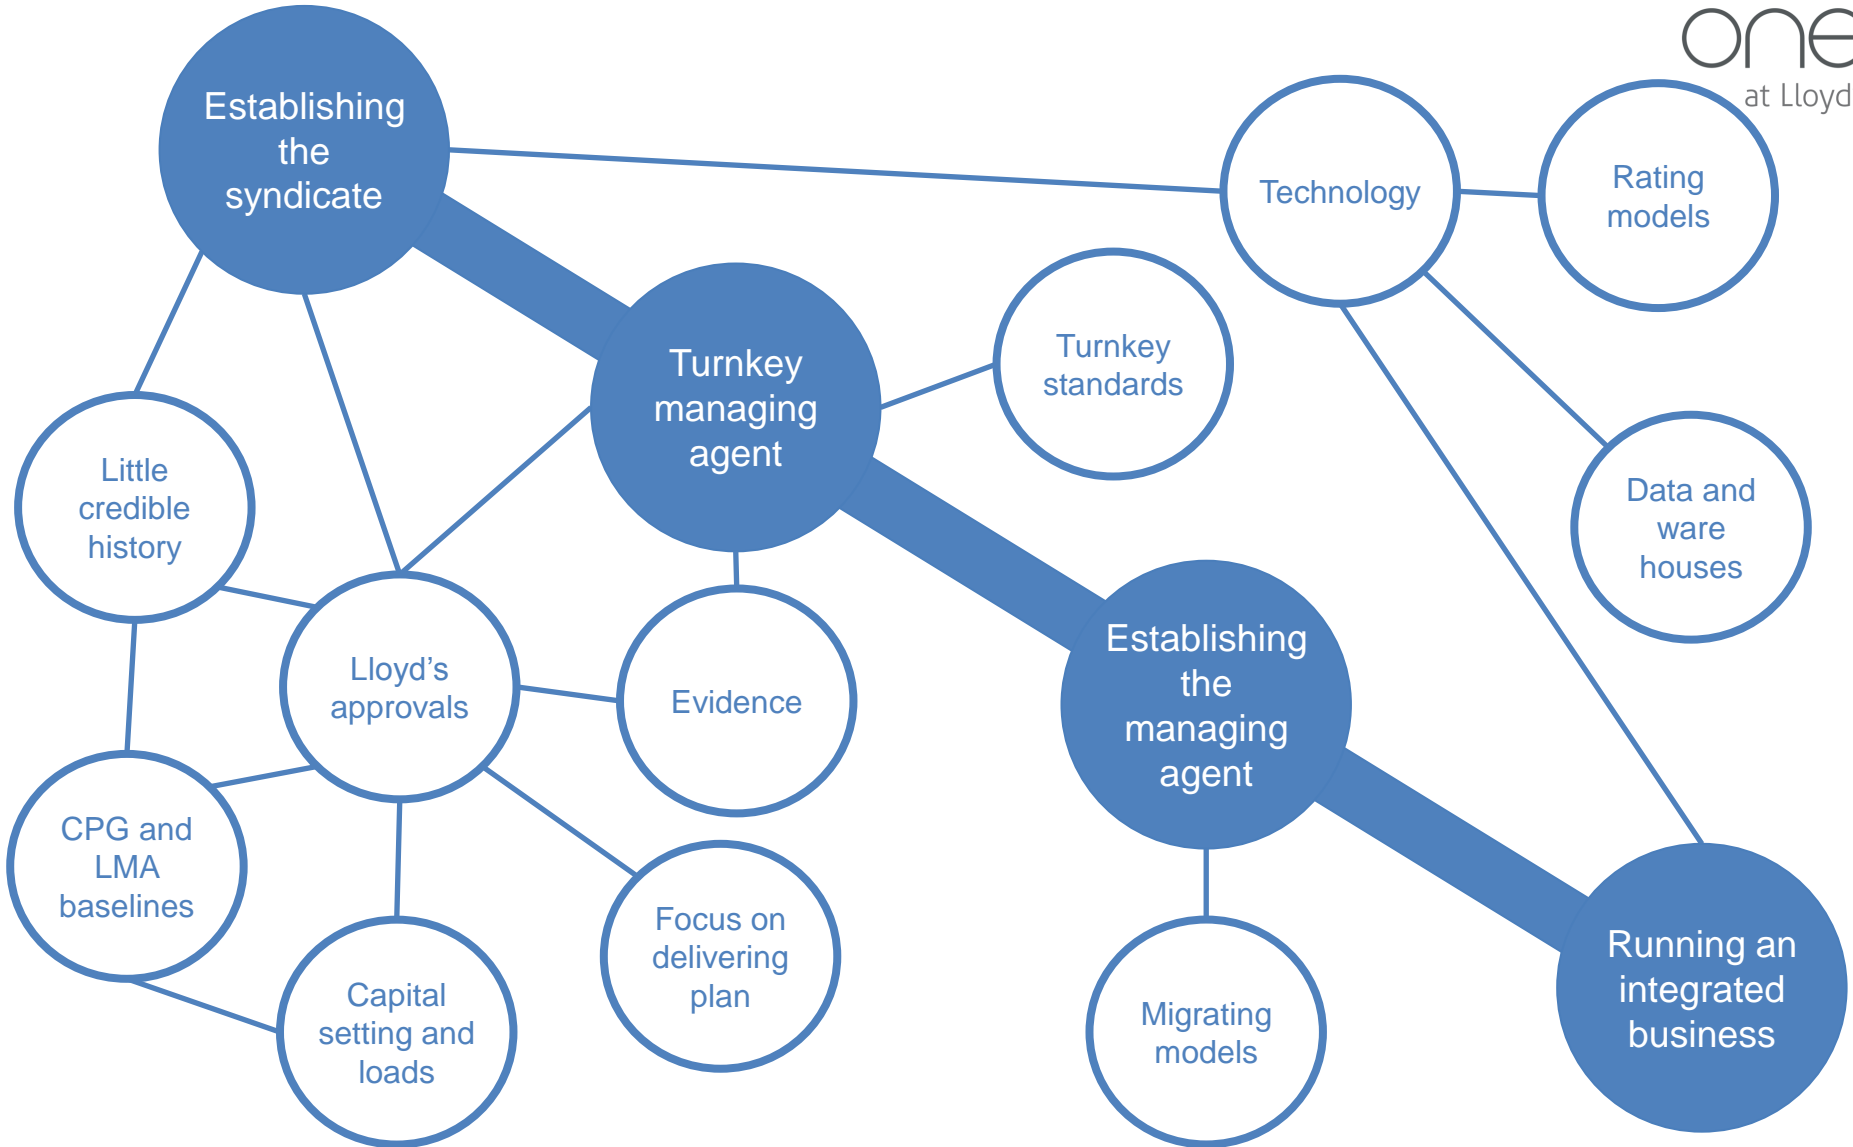 one
at Lloyd
Establishing
the
syndicate
Technology
Rating
models
Turnkey
managing
agent
Turnkey
standards
Little
credible
history
Data and
ware
houses
Lloyd’s
approvals
Evidence
Establishing
the
managing
agent
CPG and
LMA
baselines
Focus on
delivering
plan
Capital
setting and
loads
Migrating
models
Running an
integrated
business